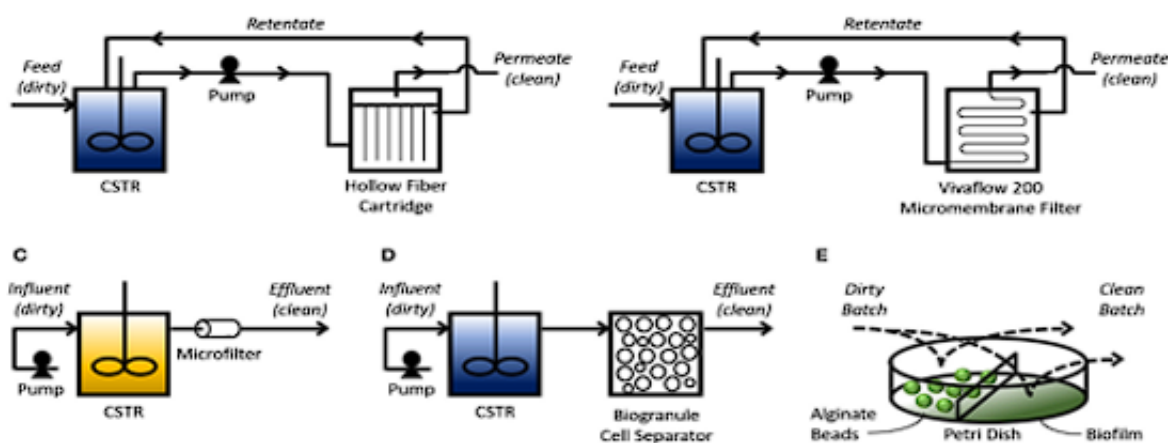 Retentate
Feed
(dirty)
Pump
Permeate
(clean)
CSTR
Hollow Fiber
Cartridge
Retentate
Feed
(dirty)
Pump
Permeate
(clean)
CSTR
Vivaflow 200
Micromembrane Filter
C
Influent
(dirty)
Effluent
(clean)
Microfilter
Pump
CSTR
D
Influent
(dirty)
Effluent
(clean)
Pump
CSTR
Biogranule
Cell Separator
E
Dirty
Batch
Clean
Batch
Alginate
Beads
Petri Dish
Biofilm